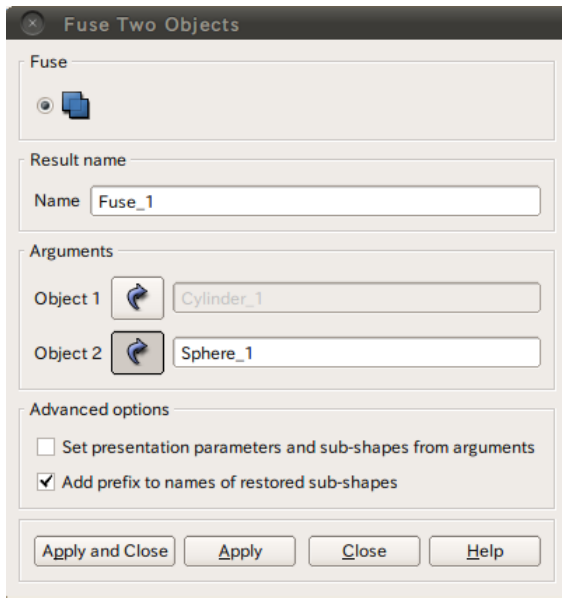 Fuse Two Objects
Fuse
Result name
Name Fuse_1
Arguments
Object 1 Cylinder_1
Object 2 Sphere_1
Advanced options
Set presentation parameters and sub-shapes from arguments
Add prefix to names of restored sub-shapes
Apply and Close Apply Close Help